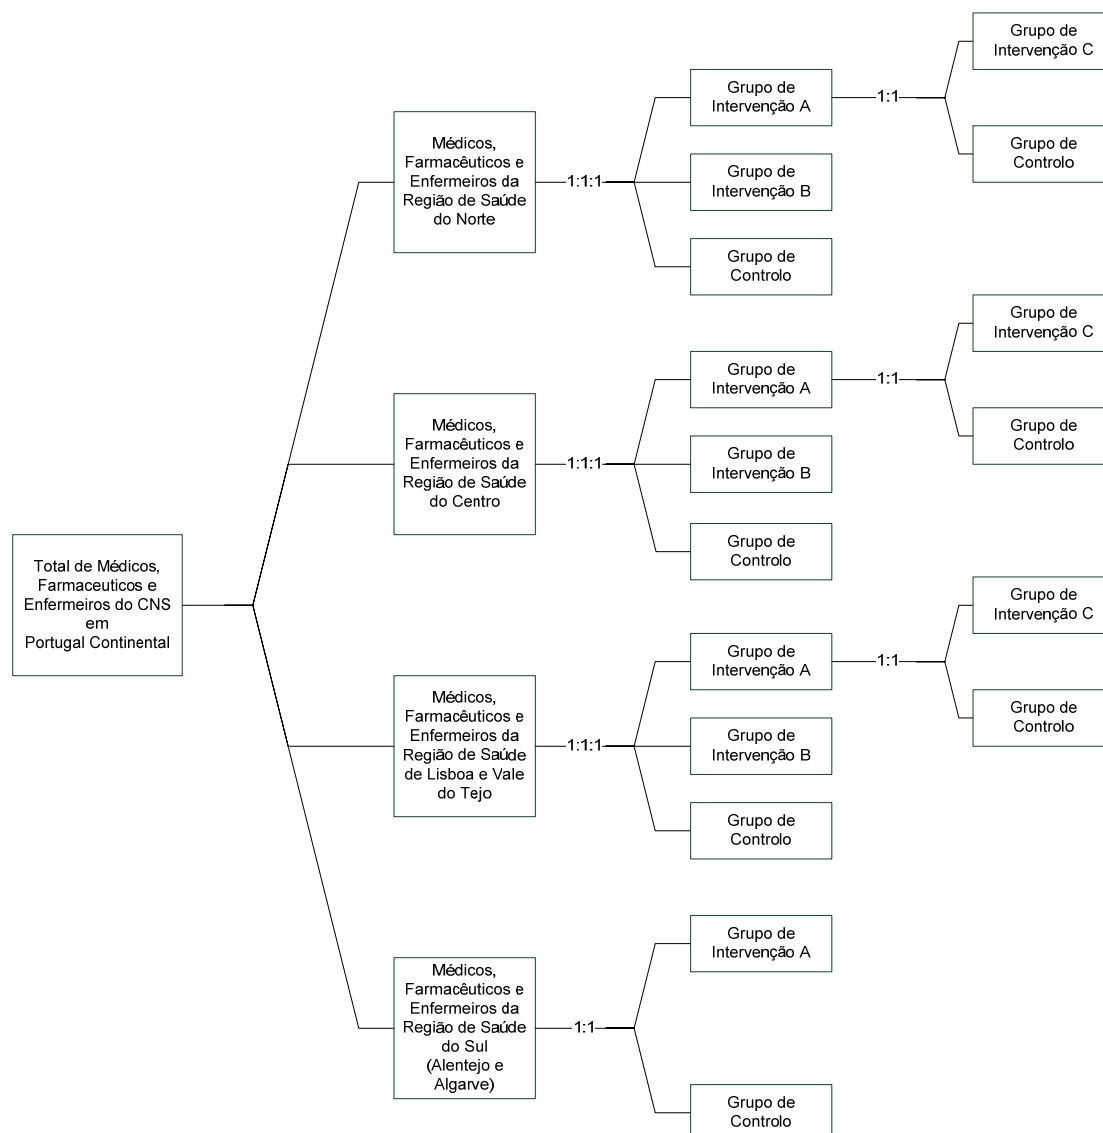 Total de Médicos,
Farmaceuticos e
Enfermeiros do CNS
em
Portugal Continental
Médicos,
Farmacêuticos e
Enfermeiros da
Região de Saúde
do Norte
1:1:1
Grupo de
Intervenção A
1:1
Grupo de
Intervenção C
Grupo de
Controlo
Grupo de
Intervenção B
Grupo de
Controlo
Médicos,
Farmacêuticos e
Enfermeiros da
Região de Saúde
do Centro
1:1:1
Grupo de
Intervenção A
1:1
Grupo de
Intervenção C
Grupo de
Controlo
Grupo de
Intervenção B
Grupo de
Controlo
Médicos,
Farmacêuticos e
Enfermeiros da
Região de Saúde
de Lisboa e Vale
do Tejo
1:1:1
Grupo de
Intervenção A
1:1
Grupo de
Intervenção C
Grupo de
Controlo
Grupo de
Intervenção B
Grupo de
Controlo
Médicos,
Farmacêuticos e
Enfermeiros da
Região de Saúde
do Sul
(Alentejo e
Algarve)
1:1
Grupo de
Intervenção A
Grupo de
Controlo